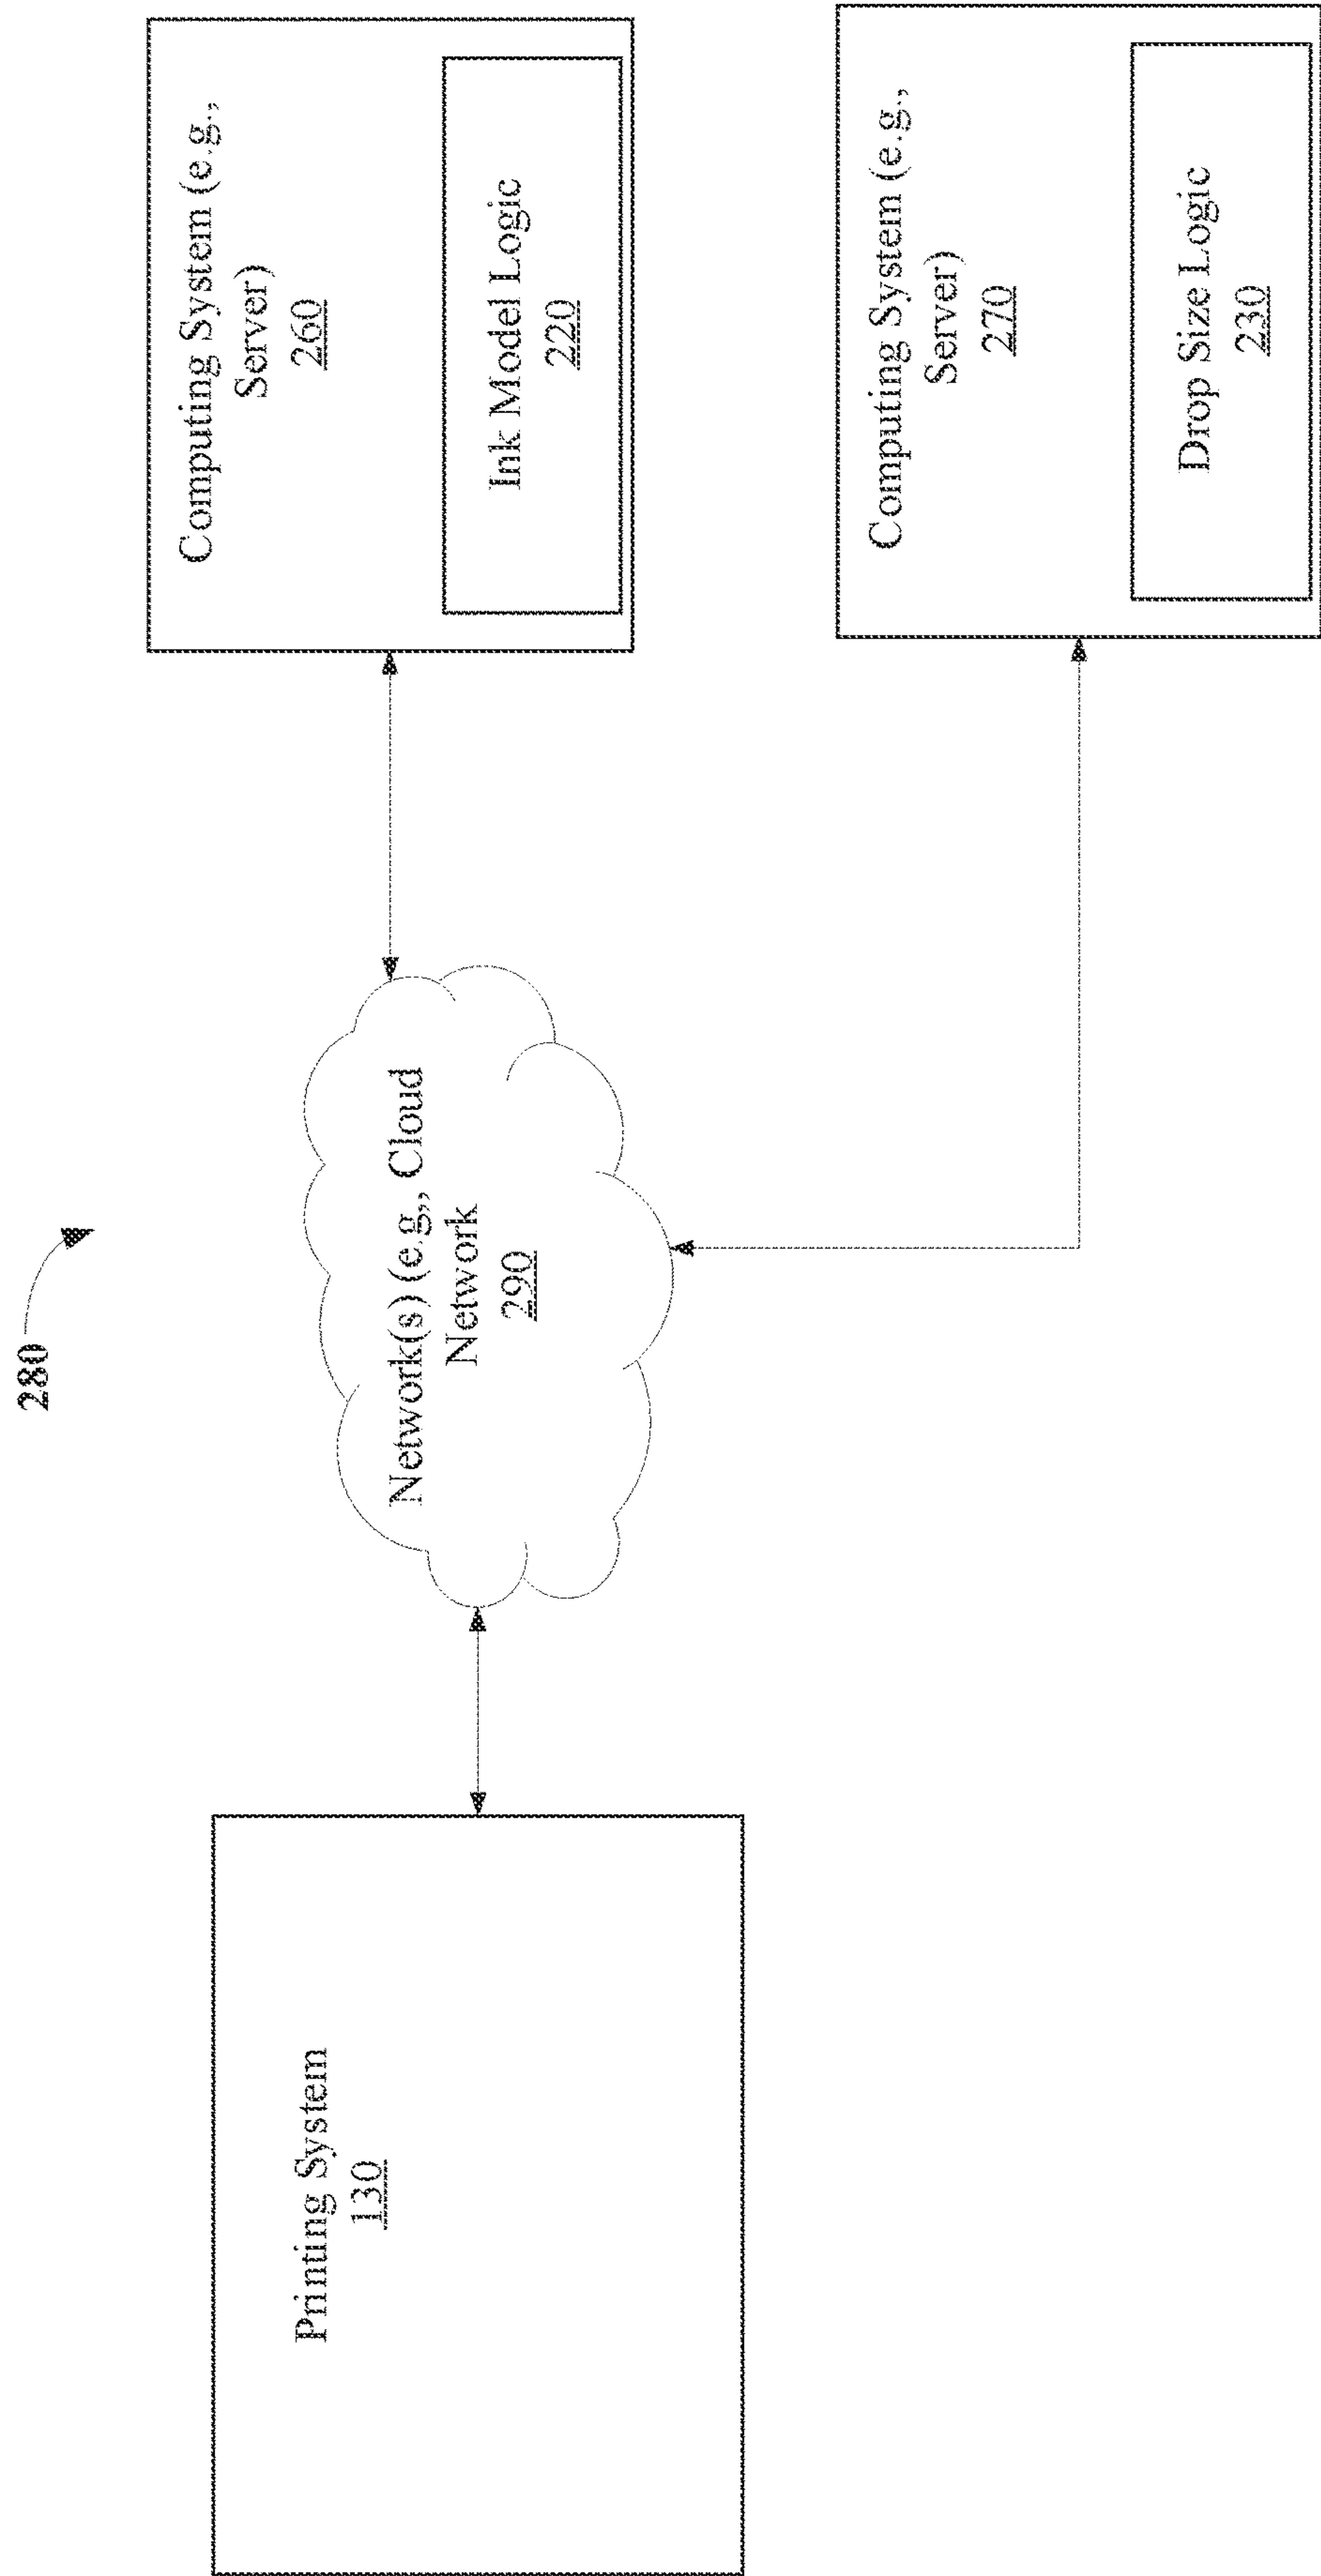 280
Printing System
130
Network(s) (e.g,, Cloud
Network
290
Computing System (e.g.,
Server)
260
Ink Model Logic
220
Computing System (e.g.,
Server)
270
Drop Size Logic
230